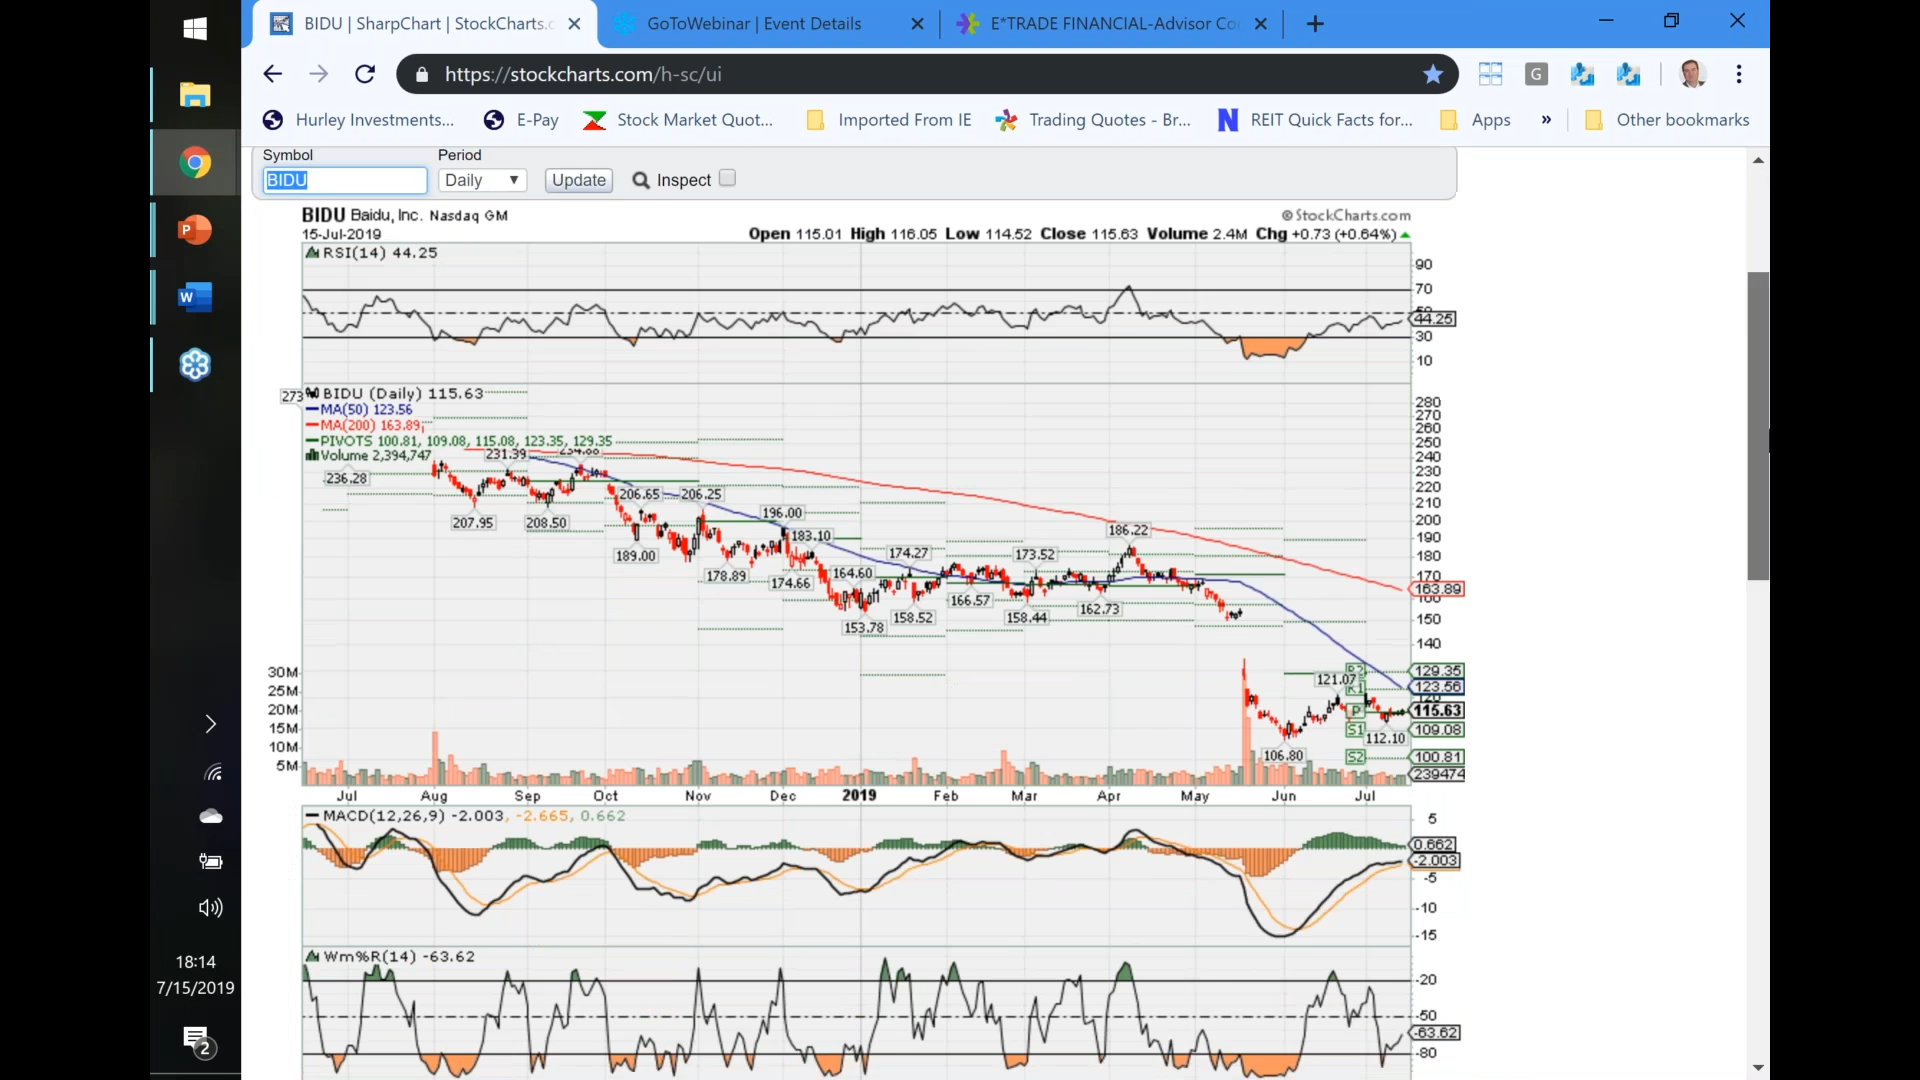 BIDU | SharpChart | StockCharts.c
GoToWebinar | Event Details
E*TRADE FINANCIAL-Advisor Co
https://stockcharts.com/h-sc/ui
G
Hurley Investments...
E-Pay
Stock Market Quot...
Imported From IE
Trading Quotes - Br...
N REIT Quick Facts for...
Apps
»
Other bookmarks
Symbol
Period
BIDU
Daily
Update
Inspect
BIDU Baidu, Inc. Nasdaq GM
© StockCharts.com
15-Jul-2019
Open 115.01 High 116.05 Low 114.52 Close 115.63 Volume 2.4M Chg +0.73 (+0.64%)
RSI(14) 44.25
90
70
50
44.25
30
10
273
BIDU (Daily) 115.63
MA(50) 123.56
MA(200) 163.89
PIVOTS 100.81, 109.08, 115.08, 123.35, 129.35
Volume 2,394,747
280
270
260
250
240
230
220
210
200
190
180
170
163.89
160
150
140
129.35
123.56
120
115.63
109.08
100.81
239474
236.28
231.39
234.88
207.95
208.50
206.65
206.25
189.00
178.89
196.00
183.10
174.66
164.60
153.78
174.27
158.52
166.57
173.52
158.44
162.73
186.22
121.07
106.80
112.10
R2
R1
P
S1
S2
30M
25M
20M
15M
10M
5M
Jul
Aug
Sep
Oct
Nov
Dec
2019
Feb
Mar
Apr
May
Jun
Jul
MACD(12,26,9) -2.003, -2.665, 0.662
5
0.662
-2.003
-5
-10
-15
Wm%R(14) -63.62
-20
-50
-63.62
-80
P
W
18:14
7/15/2019
2